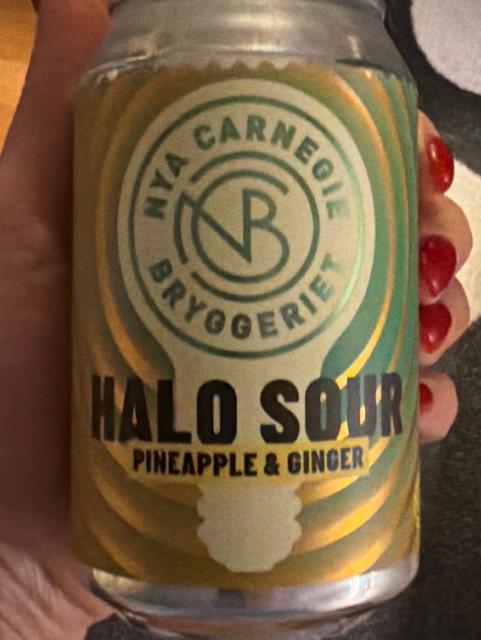 NYA CARNEGIE
NCB
BRYGGERIET
HALO SOUR
PINEAPPLE & GINGER